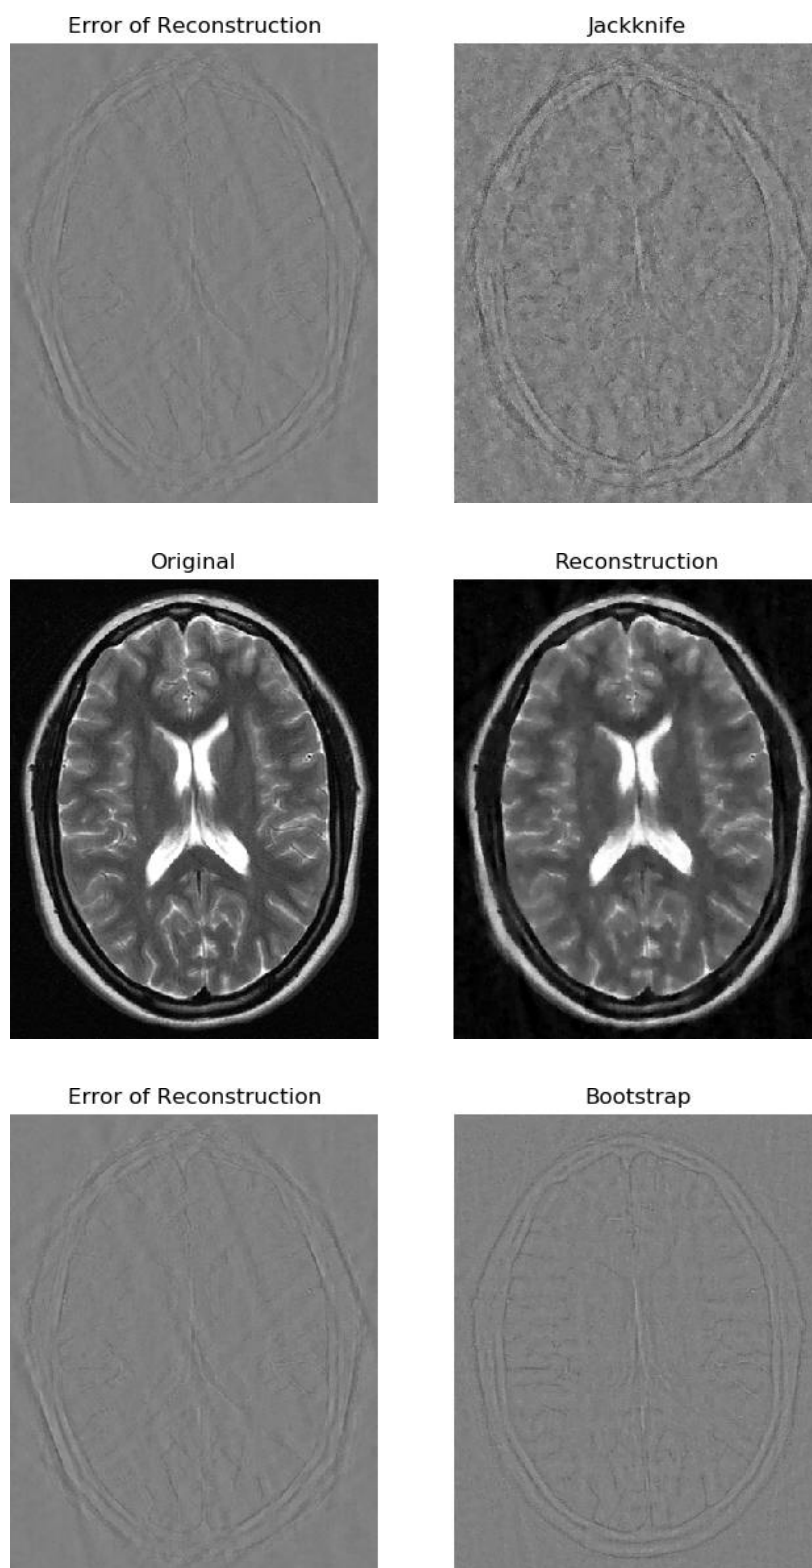 Error of Reconstruction
Jackknife
Original
Reconstruction
Error of Reconstruction
Bootstrap